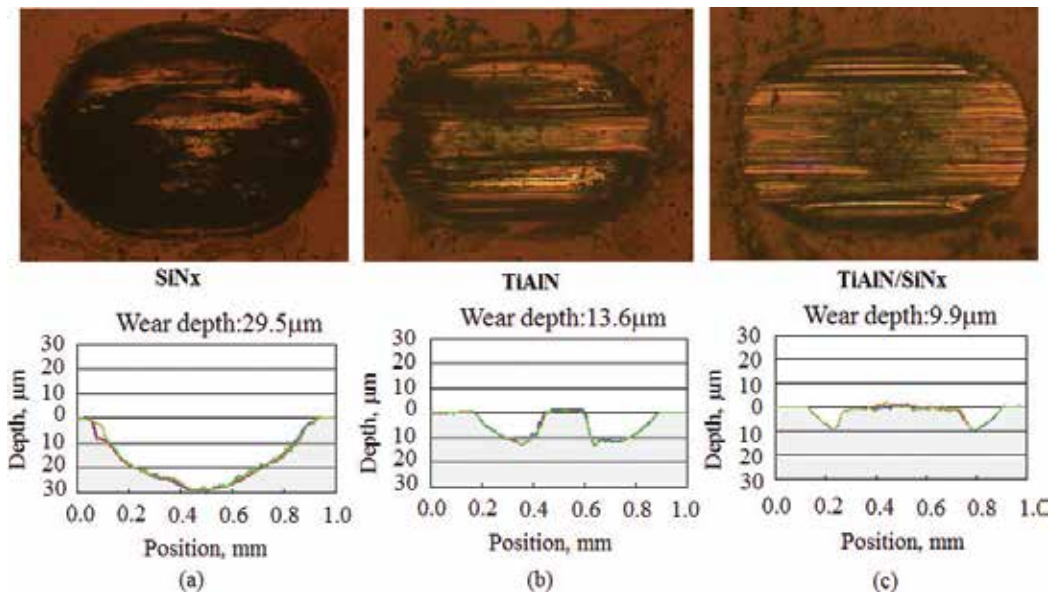 SiNx
TiAlN
TiAlN/SiNx
Wear depth:29.5μm
Wear depth:13.6μm
Wear depth:9.9μm
Depth, μm
30
20
10
0
10
20
30
0.0 0.2 0.4 0.6 0.8 1.0
Position, mm
(a)
Depth, μm
30
20
10
0
10
20
30
0.0 0.2 0.4 0.6 0.8 1.0
Position, mm
(b)
Depth, μm
30
20
10
0
10
20
30
0.0 0.2 0.4 0.6 0.8 1.0
Position, mm
(c)